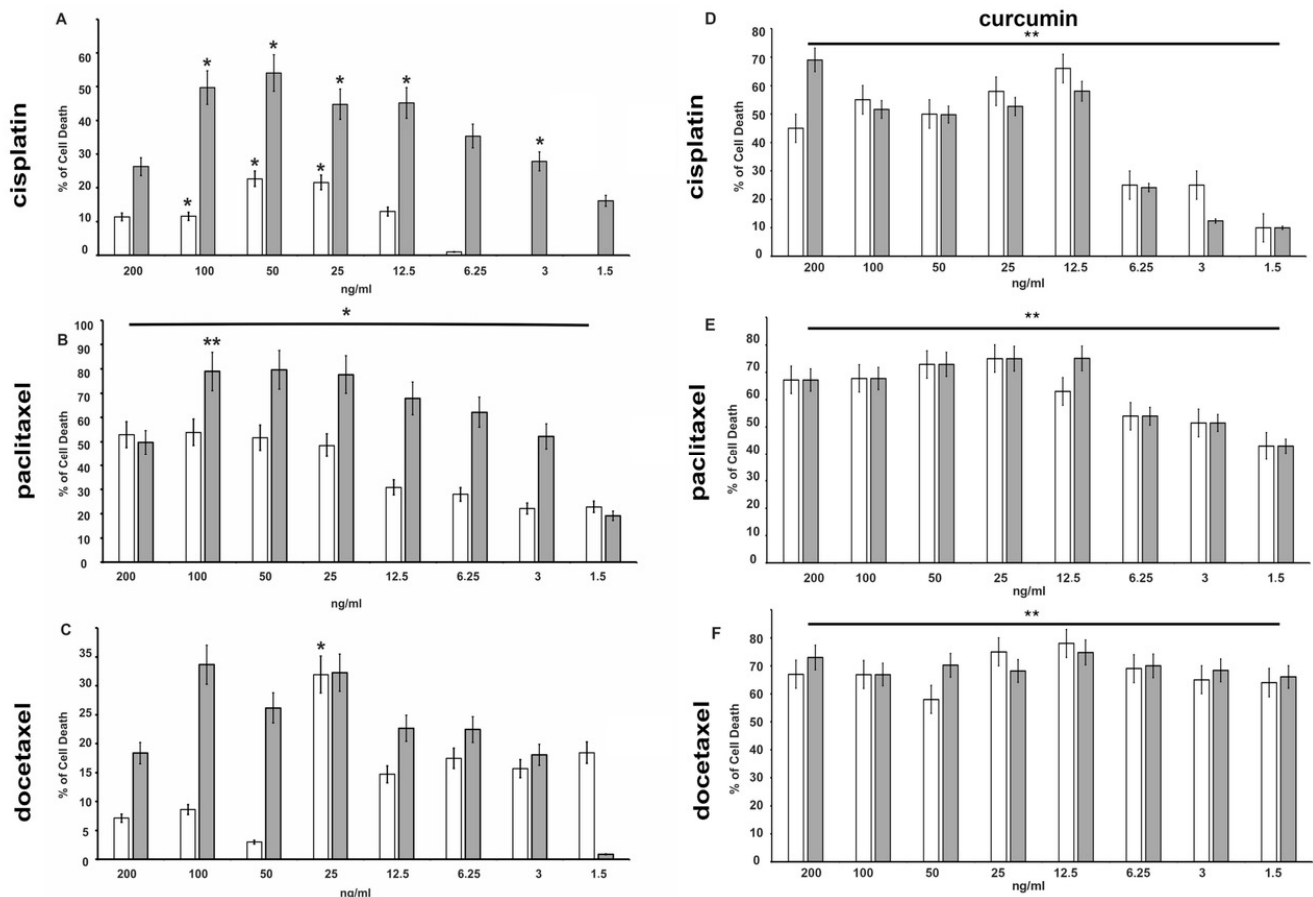 A
cisplatin
% of Cell Death
60
50
40
30
20
10
0
*
*
*
*
*
*
*
*
200 100 50 25 12.5 6.25 3 1.5
ng/ml
B
paclitaxel
% of Cell Death
100
90
80
70
60
50
40
30
20
10
0
*
**
200 100 50 25 12.5 6.25 3 1.5
ng/ml
C
docetaxel
% of Cell Death
35
30
25
20
15
10
5
0
*
200 100 50 25 12.5 6.25 3 1.5
ng/ml
curcumin
D
cisplatin
% of Cell Death
80
70
60
50
40
30
20
10
0
**
200 100 50 25 12.5 6.25 3 1.5
ng/ml
E
paclitaxel
% of Cell Death
80
70
60
50
40
30
20
10
0
**
200 100 50 25 12.5 6.25 3 1.5
ng/ml
F
docetaxel
% of Cell Death
80
70
60
50
40
30
20
10
0
**
200 100 50 25 12.5 6.25 3 1.5
ng/ml